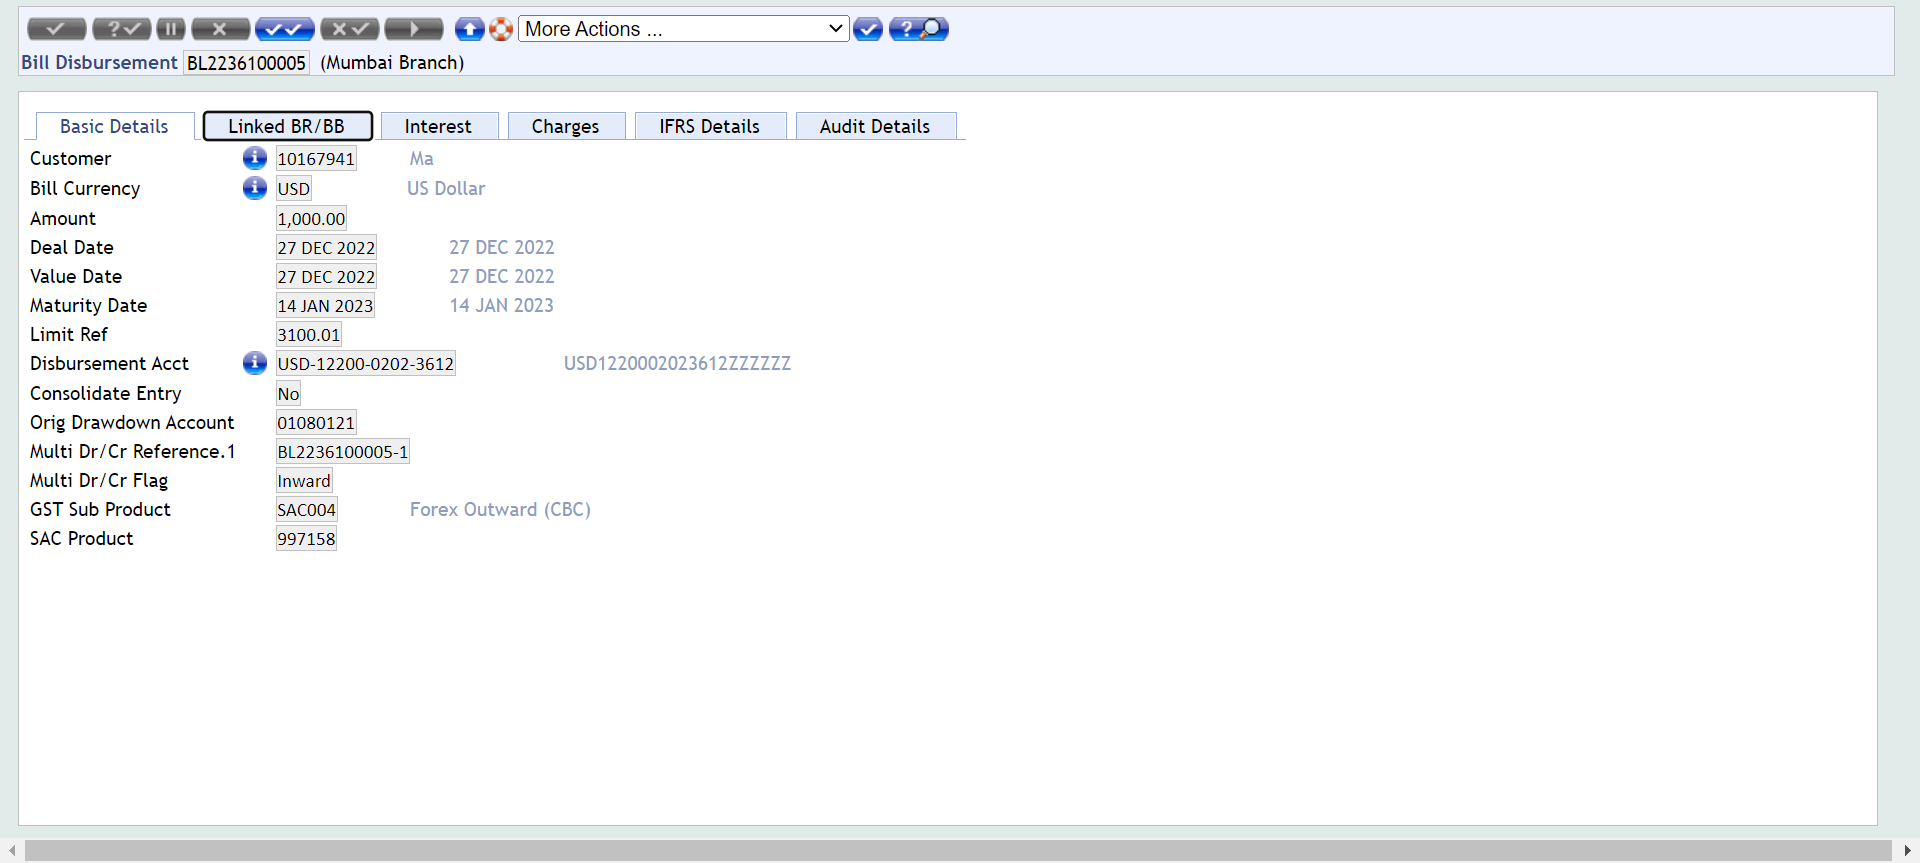 More Actions ...
Bill Disbursement BL2236100005 (Mumbai Branch)
Basic Details Linked BR/BB Interest Charges IFRS Details Audit Details
Customer 10167941 Ma
Bill Currency USD US Dollar
Amount 1,000.00
Deal Date 27 DEC 2022 27 DEC 2022
Value Date 27 DEC 2022 27 DEC 2022
Maturity Date 14 JAN 2023 14 JAN 2023
Limit Ref 3100.01
Disbursement Acct USD-12200-0202-3612 USD1220002023612ZZZZZZ
Consolidate Entry No
Orig Drawdown Account 01080121
Multi Dr/Cr Reference.1 BL2236100005-1
Multi Dr/Cr Flag Inward
GST Sub Product SAC004 Forex Outward (CBC)
SAC Product 997158